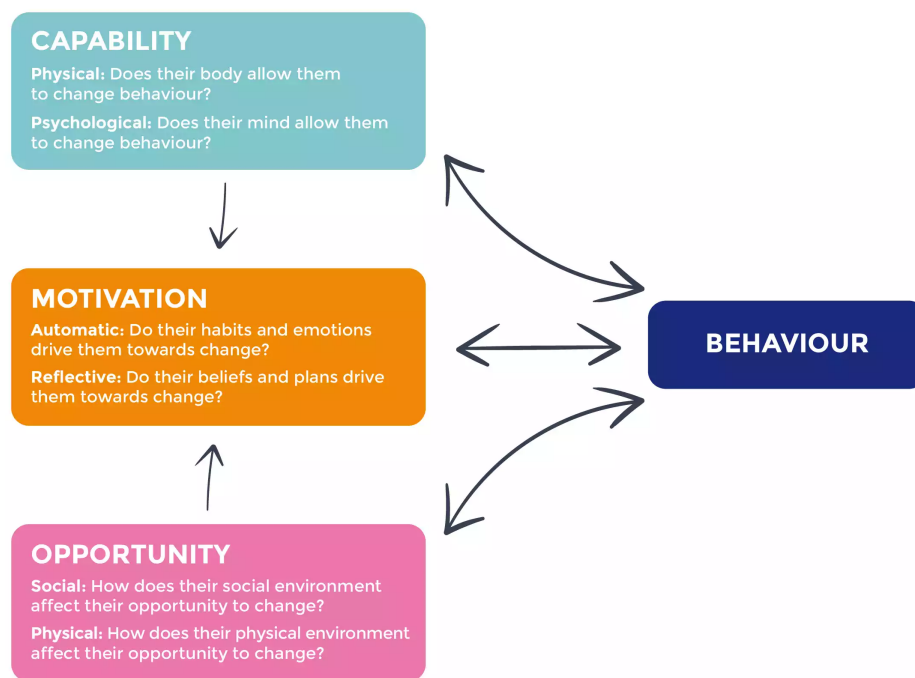 CAPABILITY
Physical: Does their body allow them
to change behaviour?
Psychological: Does their mind allow them
to change behaviour?
MOTIVATION
Automatic: Do their habits and emotions
drive them towards change?
Reflective: Do their beliefs and plans drive
them towards change?
BEHAVIOUR
OPPORTUNITY
Social: How does their social environment
affect their opportunity to change?
Physical: How does their physical environment
affect their opportunity to change?